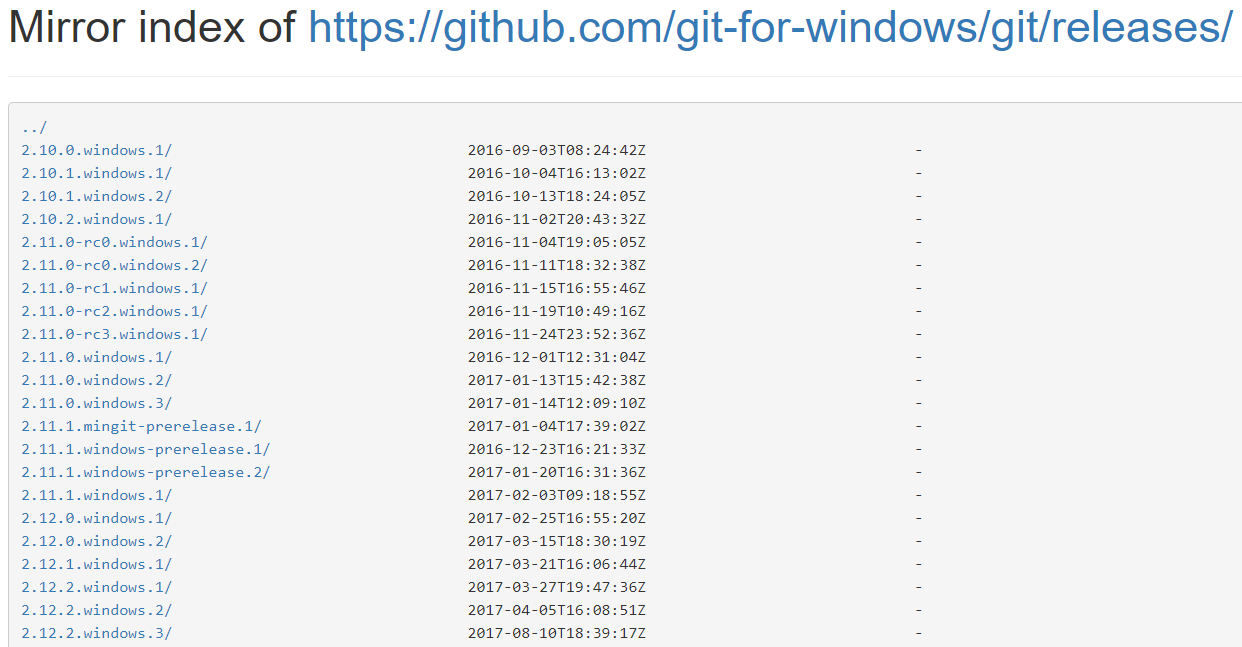 Mirror index of https://github.com/git-for-windows/git/releases/
../
2.10.0.windows.1/ 2016-09-03T08:24:42Z -
2.10.1.windows.1/ 2016-10-04T16:13:02Z -
2.10.1.windows.2/ 2016-10-13T18:24:05Z -
2.10.2.windows.1/ 2016-11-02T20:43:32Z -
2.11.0-rc0.windows.1/ 2016-11-04T19:05:05Z -
2.11.0-rc0.windows.2/ 2016-11-11T18:32:38Z -
2.11.0-rc1.windows.1/ 2016-11-15T16:55:46Z -
2.11.0-rc2.windows.1/ 2016-11-19T10:49:16Z -
2.11.0-rc3.windows.1/ 2016-11-24T23:52:36Z -
2.11.0.windows.1/ 2016-12-01T12:31:04Z -
2.11.0.windows.2/ 2017-01-13T15:42:38Z -
2.11.0.windows.3/ 2017-01-14T12:09:10Z -
2.11.1.mingit-prerelease.1/ 2017-01-04T17:39:02Z -
2.11.1.windows-prerelease.1/ 2016-12-23T16:21:33Z -
2.11.1.windows-prerelease.2/ 2017-01-20T16:31:36Z -
2.11.1.windows.1/ 2017-02-03T09:18:55Z -
2.12.0.windows.1/ 2017-02-25T16:55:20Z -
2.12.0.windows.2/ 2017-03-15T18:30:19Z -
2.12.1.windows.1/ 2017-03-21T16:06:44Z -
2.12.2.windows.1/ 2017-03-27T19:47:36Z -
2.12.2.windows.2/ 2017-04-05T16:08:51Z -
2.12.2.windows.3/ 2017-08-10T18:39:17Z -